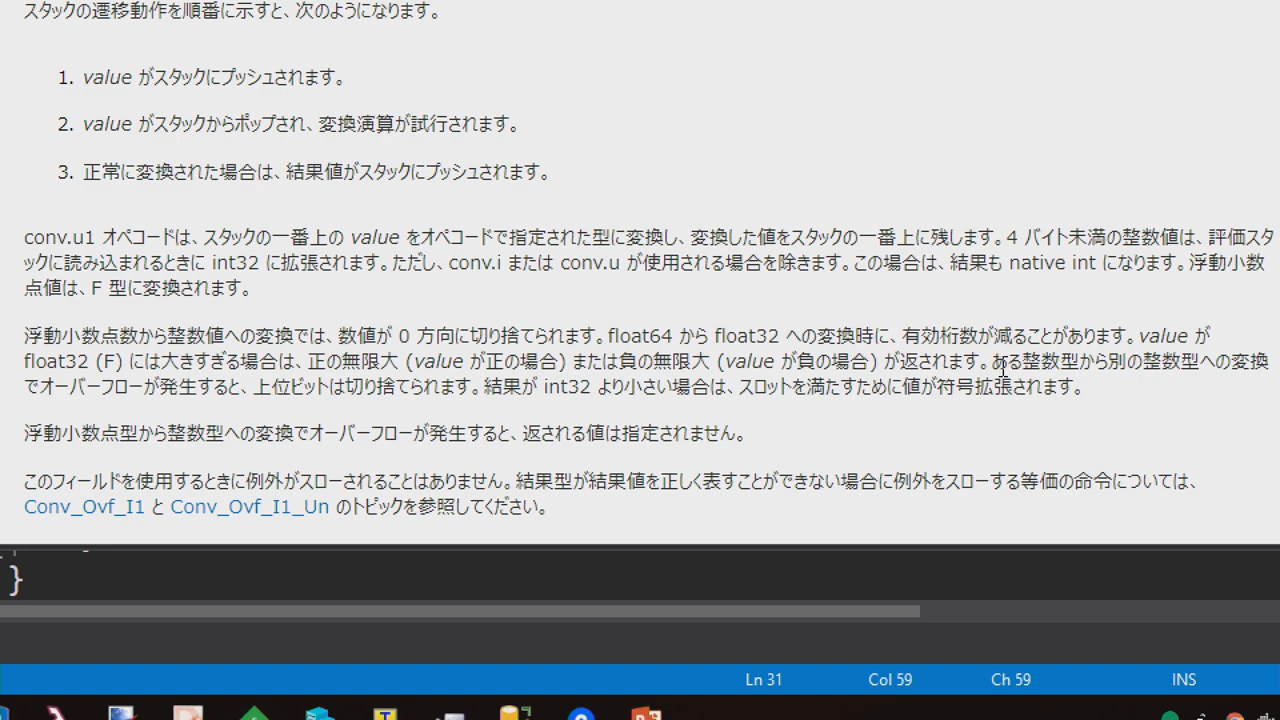 スタックの遷移動作を順番に示すと、次のようになります。
1. value がスタックにプッシュされます。
2. value がスタックからポップされ、変換演算が試行されます。
3. 正常に変換された場合は、結果値がスタックにプッシュされます。
conv.u1 オペコードは、スタックの一番上の value をオペコードで指定された型に変換し、変換した値をスタックの一番上に残します。4 バイト未満の整数値は、評価スタ
ックに読み込まれるときに int32 に拡張されます。ただし、conv.i または conv.u が使用される場合を除きます。この場合は、結果も native int になります。浮動小数
点値は、F 型に変換されます。
浮動小数点数から整数値への変換では、数値が 0 方向に切り捨てられます。float64 から float32 への変換時に、有効桁数が減ることがあります。value が
float32 (F) には大きすぎる場合は、正の無限大 (value が正の場合) または負の無限大 (value が負の場合) が返されます。ある整数型から別の整数型への変換
でオーバーフローが発生すると、上位ビットは切り捨てられます。結果が int32 より小さい場合は、スロットを満たすために値が符号拡張されます。
浮動小数点型から整数型への変換でオーバーフローが発生すると、返される値は指定されません。
このフィールドを使用するときに例外がスローされることはありません。結果型が結果値を正しく表すことができない場合に例外をスローする等価の命令については、
Conv_Ovf_I1 と Conv_Ovf_I1_Un のトピックを参照してください。
}
Ln 31 Col 59 Ch 59 INS